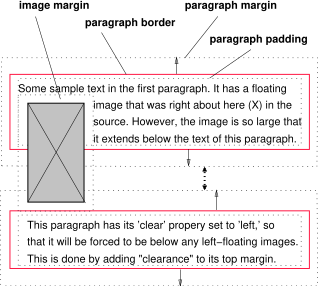 image margin
paragraph margin
paragraph border
paragraph padding
Some sample text in the first paragraph. It has a floating
image that was right about here (X) in the
source. However, the image is so large that
it extends below the text of this paragraph.
This paragraph has its 'clear' propery set to 'left,' so
that it will be forced to be below any left-floating images.
This is done by adding "clearance" to its top margin.